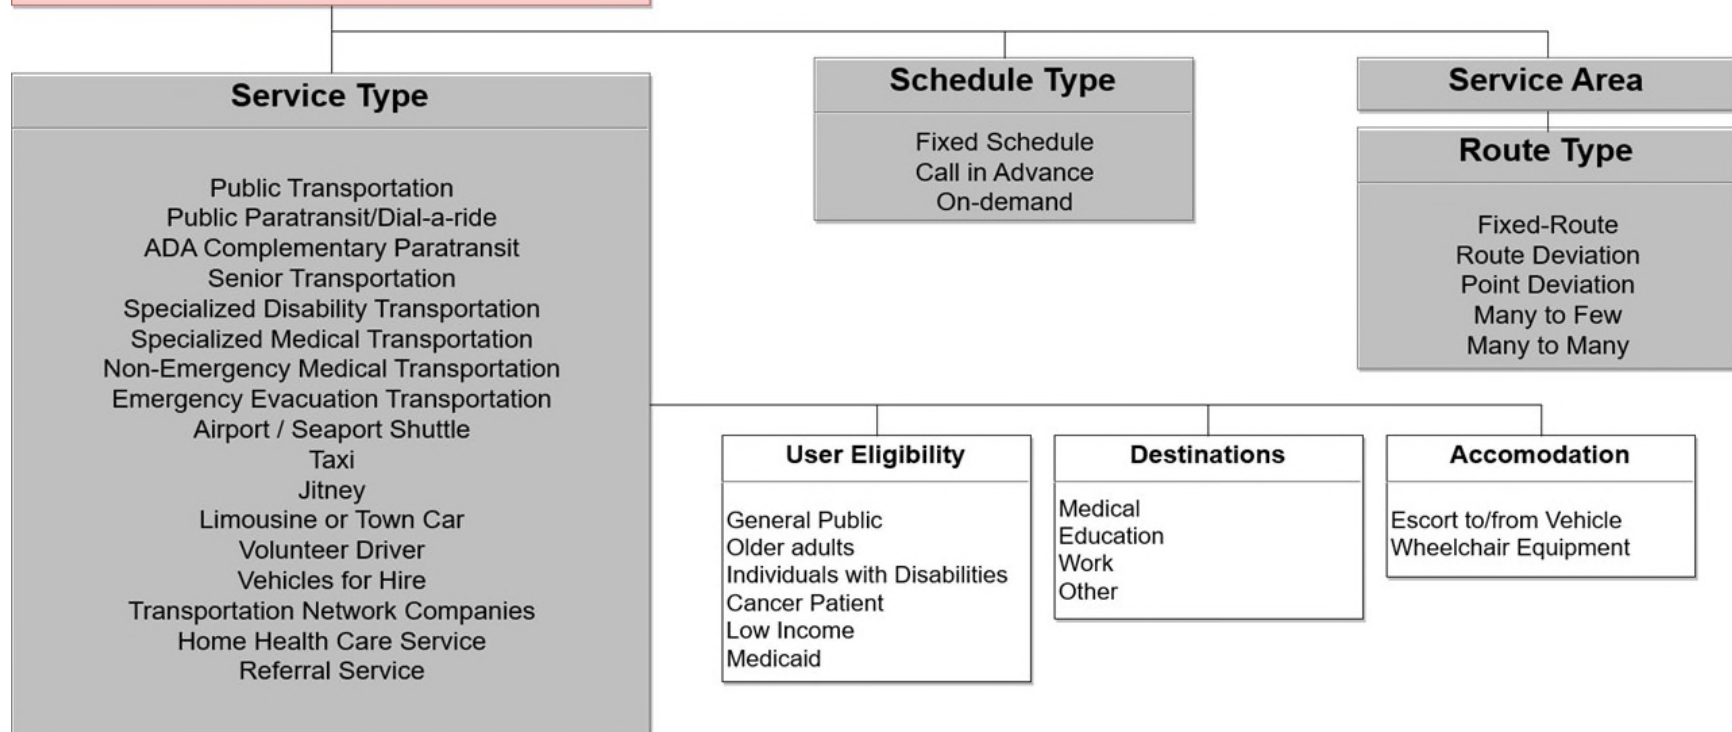 Service Type
Public Transportation
Public Paratransit/Dial-a-ride
ADA Complementary Paratransit
Senior Transportation
Specialized Disability Transportation
Specialized Medical Transportation
Non-Emergency Medical Transportation
Emergency Evacuation Transportation
Airport / Seaport Shuttle
Taxi
Jitney
Limousine or Town Car
Volunteer Driver
Vehicles for Hire
Transportation Network Companies
Home Health Care Service
Referral Service
Schedule Type
Fixed Schedule
Call in Advance
On-demand
Service Area
Route Type
Fixed-Route
Route Deviation
Point Deviation
Many to Few
Many to Many
User Eligibility
General Public
Older adults
Individuals with Disabilities
Cancer Patient
Low Income
Medicaid
Destinations
Medical
Education
Work
Other
Accomodation
Escort to/from Vehicle
Wheelchair Equipment